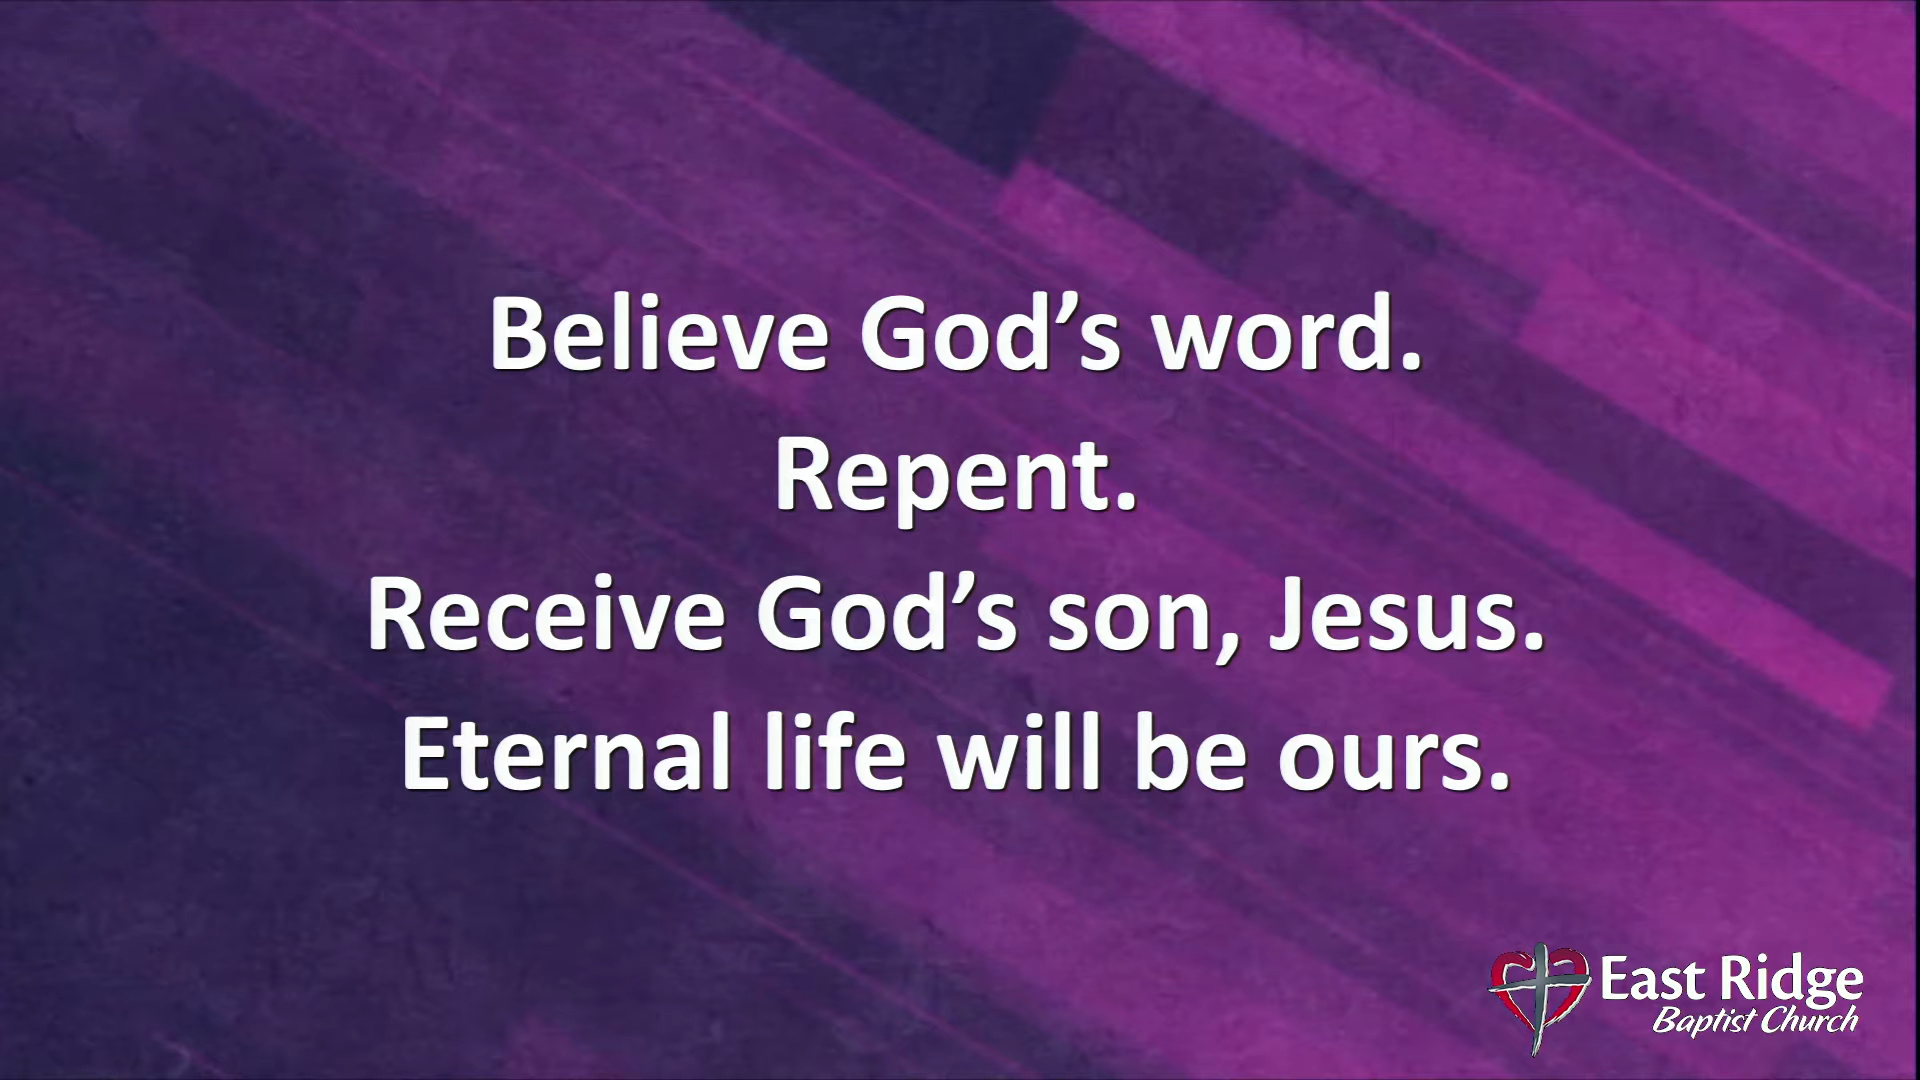 Believe God’s word.
Repent.
Receive God’s son, Jesus.
Eternal life will be ours.
East Ridge
Baptist Church